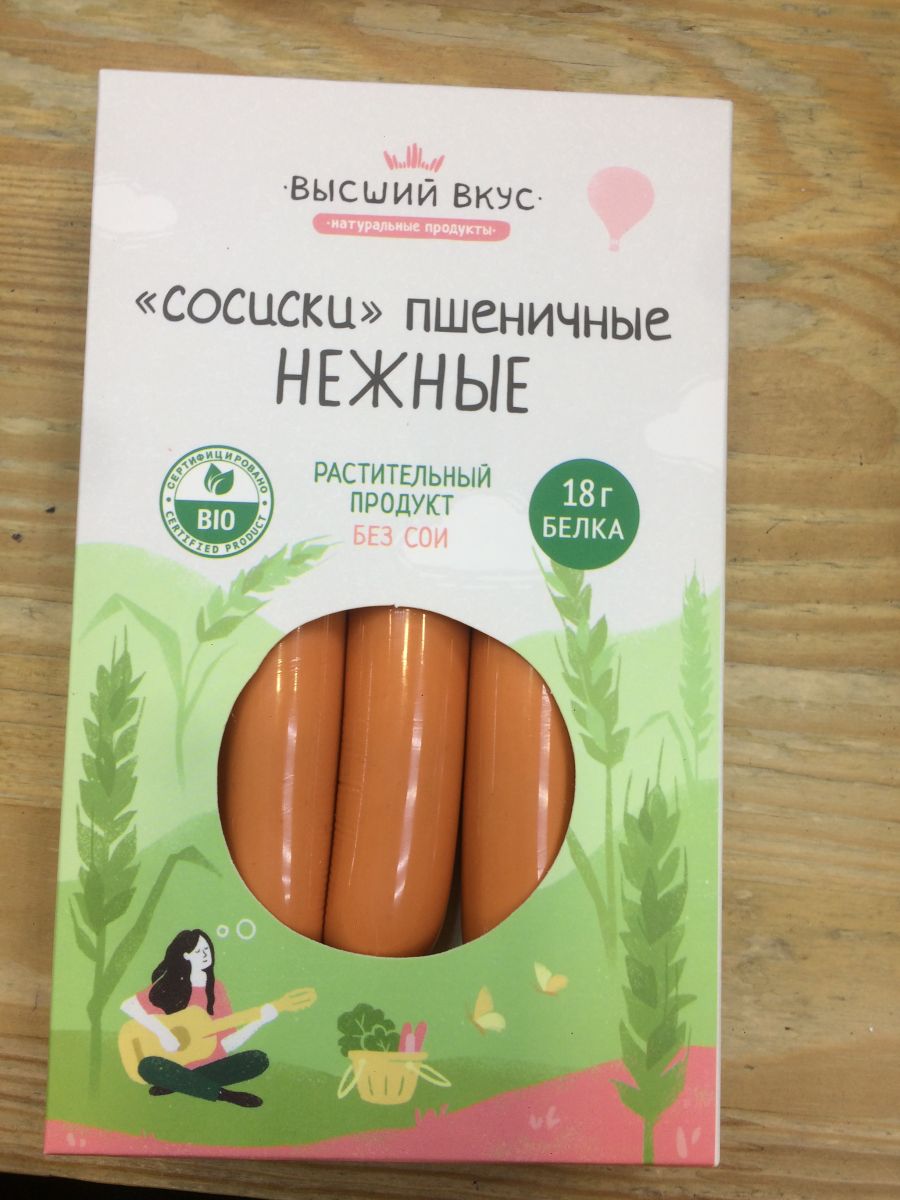 ·ВЫСШИЙ ВКУС·
·натуральные продукты·
«СОСИСКИ» пшеничные
НЕЖНЫЕ
СЕРТИФИЦИРОВАНО
BIO
CERTIFIED PRODUCT
РАСТИТЕЛЬНЫЙ
ПРОДУКТ
БЕЗ СОИ
18 г
БЕЛКА